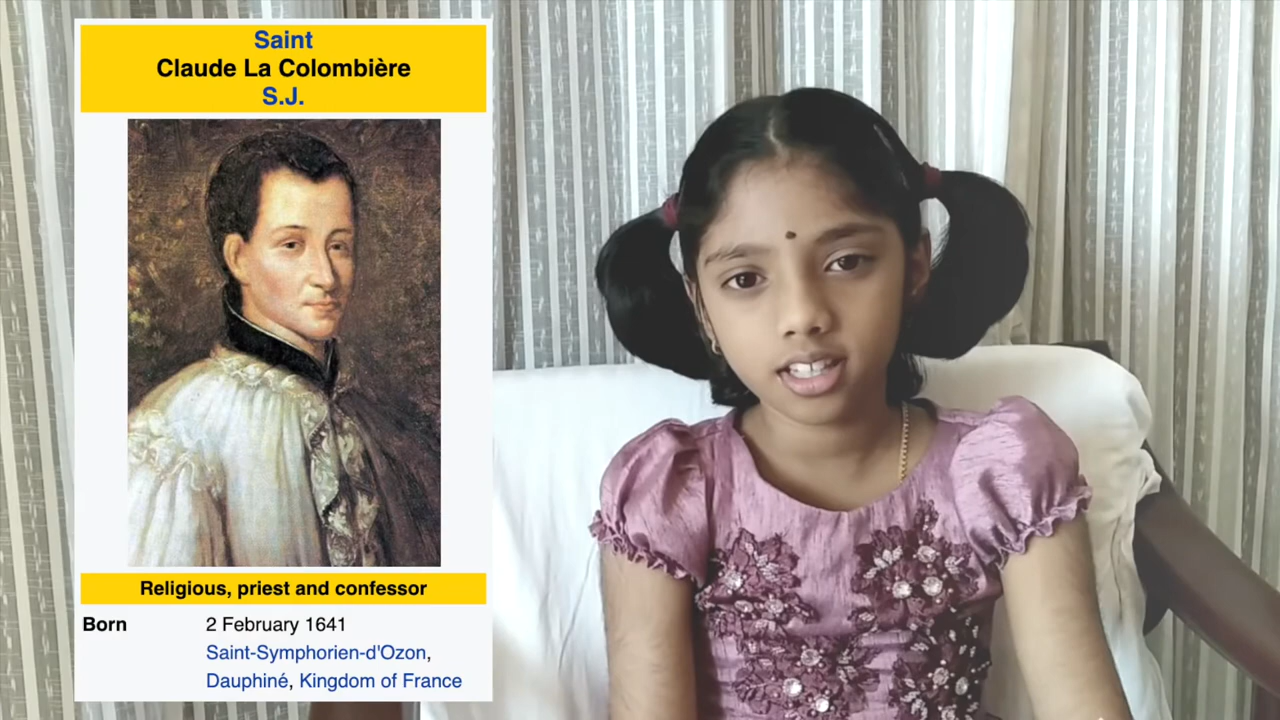 Saint
Claude La Colombière
S.J.
Religious, priest and confessor
Born 2 February 1641
Saint-Symphorien-d'Ozon,
Dauphiné, Kingdom of France